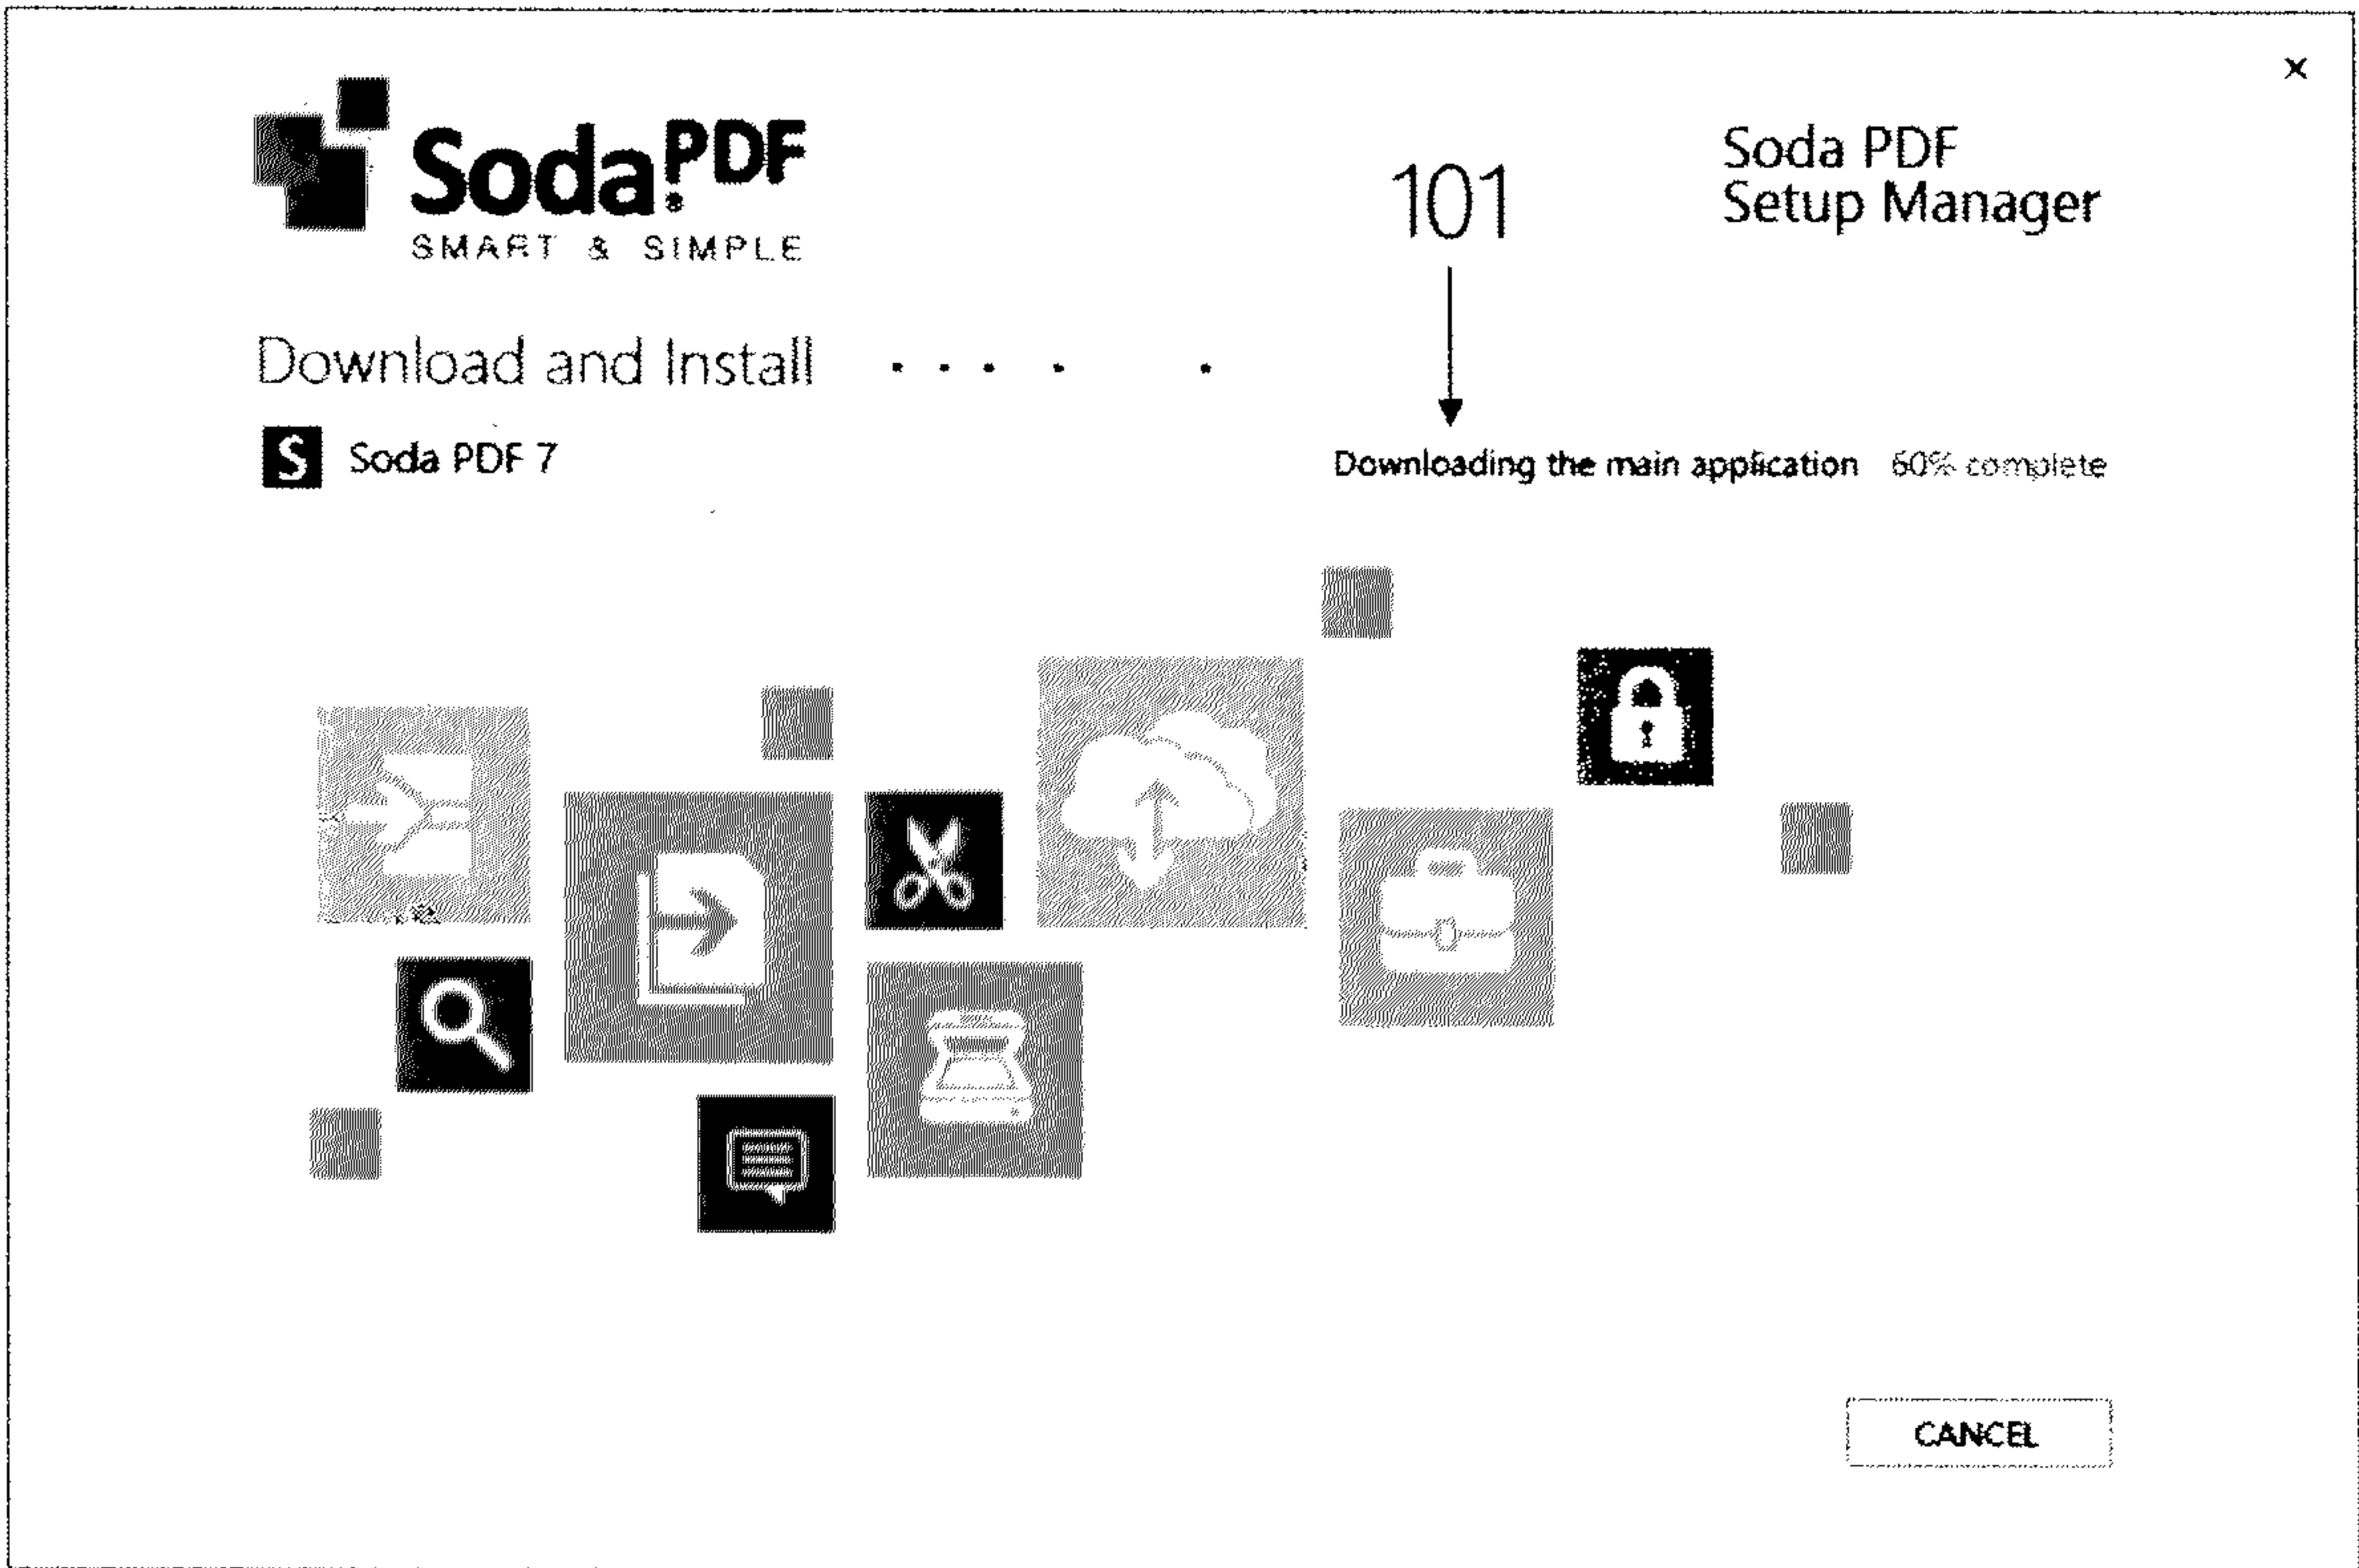 ×
Soda PDF
SMART & SIMPLE
101
Soda PDF
Setup Manager
Download and Install . . . . .
S Soda PDF 7
Downloading the main application 60% complete
CANCEL